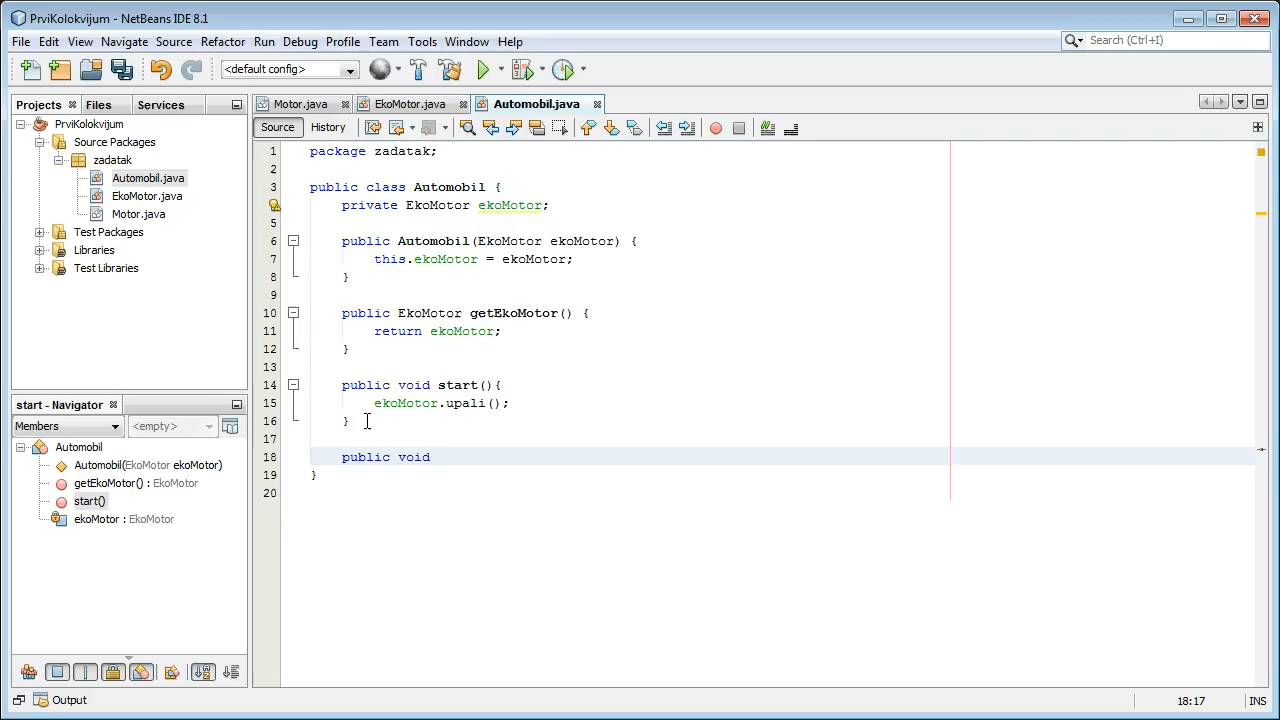 PrviKolokvijum - NetBeans IDE 8.1
File Edit View Navigate Source Refactor Run Debug Profile Team Tools Window Help
Search (Ctrl+I)
<default config>
Projects Files Services
Motor.java EkoMotor.java Automobil.java
Source History
PrviKolokvijum
Source Packages
zadatak
Automobil.java
EkoMotor.java
Motor.java
Test Packages
Libraries
Test Libraries
1 package zadatak;
2
3 public class Automobil {
private EkoMotor ekoMotor;
5
6 public Automobil(EkoMotor ekoMotor) {
7 this.ekoMotor = ekoMotor;
8 }
9
10 public EkoMotor getEkoMotor() {
11 return ekoMotor;
12 }
13
14 public void start(){
15 ekoMotor.upali();
16 }
17
18 public void
19 }
20
start - Navigator
Members <empty>
Automobil
Automobil(EkoMotor ekoMotor)
getEkoMotor() : EkoMotor
start()
ekoMotor : EkoMotor
Output
18:17 INS